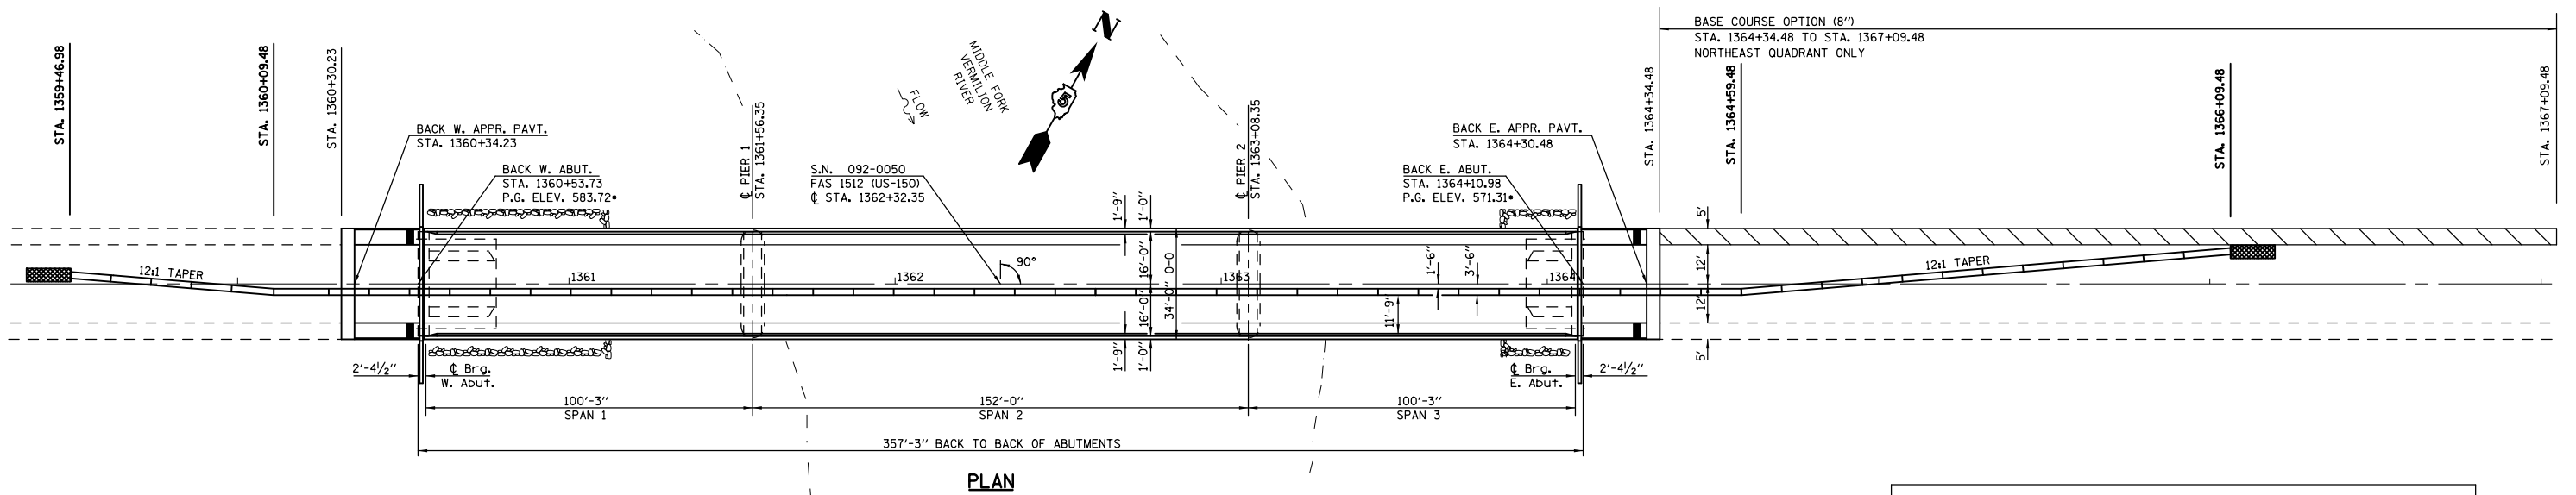 BASE COURSE OPTION (8")
STA. 1364+34.48 TO STA. 1367+09.48
NORTHEAST QUADRANT ONLY
STA. 1359+46.98
STA. 1360+09.48
STA. 1360+30.23
BACK W. APPR. PAVT.
STA. 1360+34.23
BACK W. ABUT.
STA. 1360+53.73
P.G. ELEV. 583.72•
℄ PIER 1
STA. 1361+56.35
FLOW
MIDDLE FORK
VERMILION
RIVER
N
5
S.N. 092-0050
FAS 1512 (US-150)
℄ STA. 1362+32.35
℄ PIER 2
STA. 1363+08.35
BACK E. APPR. PAVT.
STA. 1364+30.48
BACK E. ABUT.
STA. 1364+10.98
P.G. ELEV. 571.31•
STA. 1364+34.48
STA. 1364+59.48
STA. 1366+09.48
STA. 1367+09.48
1'-9"
1'-0"
5'
12:1 TAPER
1361
1362
90°
16'-0"
34'-0" O-O
1363
1'-6"
3'-6"
1364
12'
12:1 TAPER
16'-0"
11'-9"
12'
1'-9"
1'-0"
5'
2'-4½"
℄ Brg.
W. Abut.
℄ Brg.
E. Abut.
2'-4½"
100'-3"
SPAN 1
152'-0"
SPAN 2
100'-3"
SPAN 3
357'-3" BACK TO BACK OF ABUTMENTS
PLAN